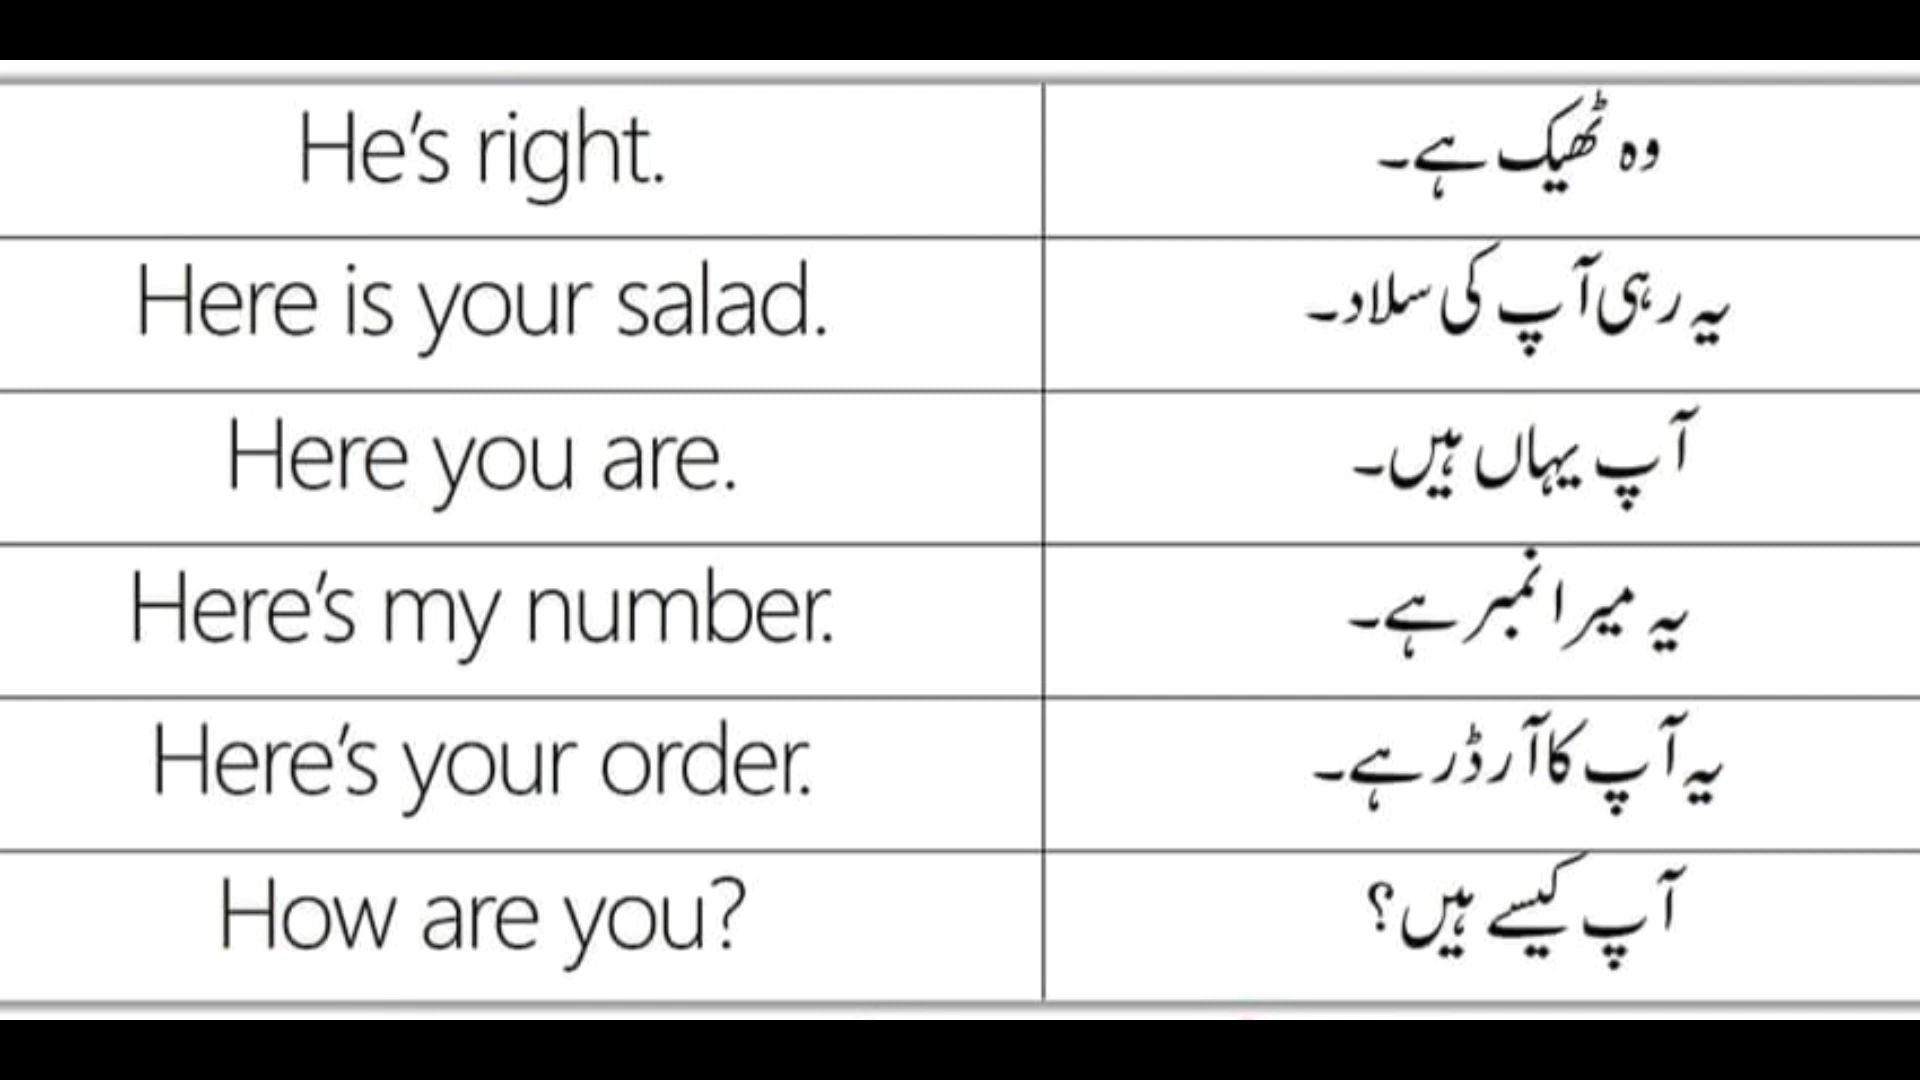 He's right.
وہ ٹھیک ہے۔
Here is your salad.
یہ رہی آپ کی سلاد۔
Here you are.
آپ یہاں ہیں۔
Here's my number.
یہ میرا نمبر ہے۔
Here's your order.
یہ آپ کا آرڈر ہے۔
How are you?
آپ کیسے ہیں؟